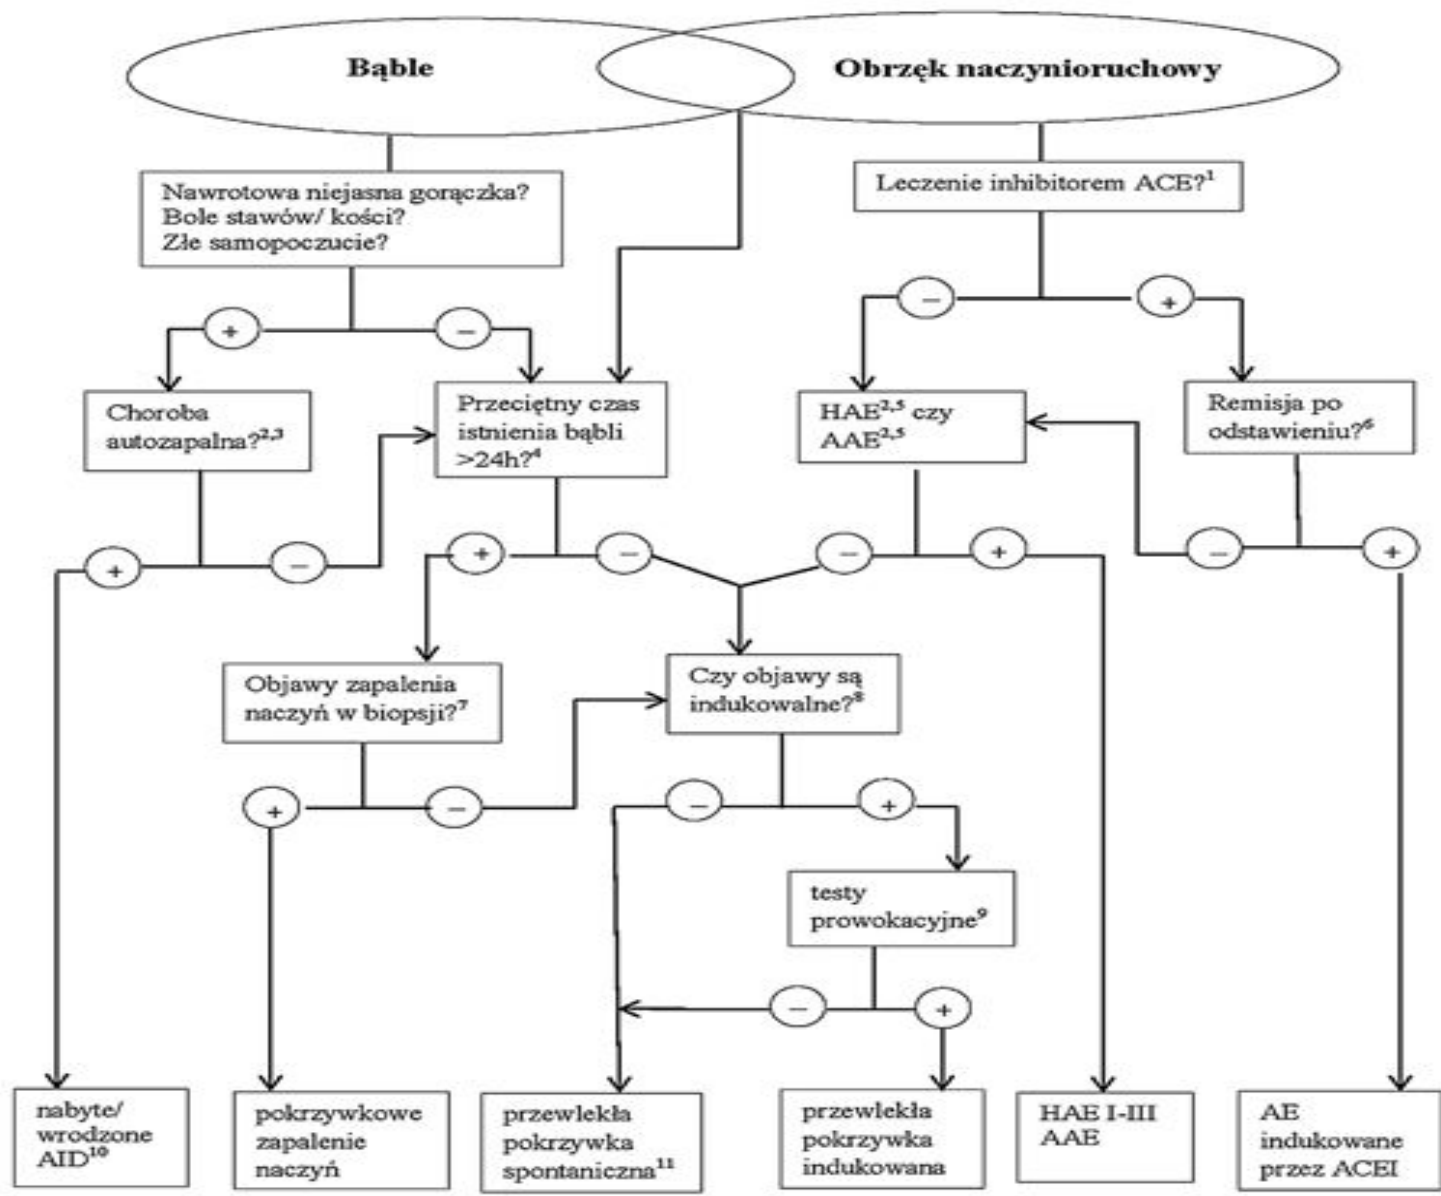 Bąble
Obrzęk naczynioruchowy
Nawrotowa niejasna gorączka?
Bole stawów/ kości?
Złe samopoczucie?
Leczenie inhibitorem ACE?¹
−
+
+
−
Choroba
autozapalna?²,³
Przeciętny czas
istnienia bąbli
>24h?⁴
HAE²,⁵ czy
AAE²,⁵
Remisja po
odstawieniu?⁶
+
−
+
−
−
+
−
+
Objawy zapalenia
naczyń w biopsji?⁷
Czy objawy są
indukowalne?⁸
+
−
−
+
testy
prowokacyjne⁹
−
+
nabyte/
wrodzone
AID¹⁰
pokrzywkowe
zapalenie
naczyń
przewlekła
pokrzywka
spontaniczna¹¹
przewlekła
pokrzywka
indukowana
HAE I-III
AAE
AE
indukowane
przez ACEI